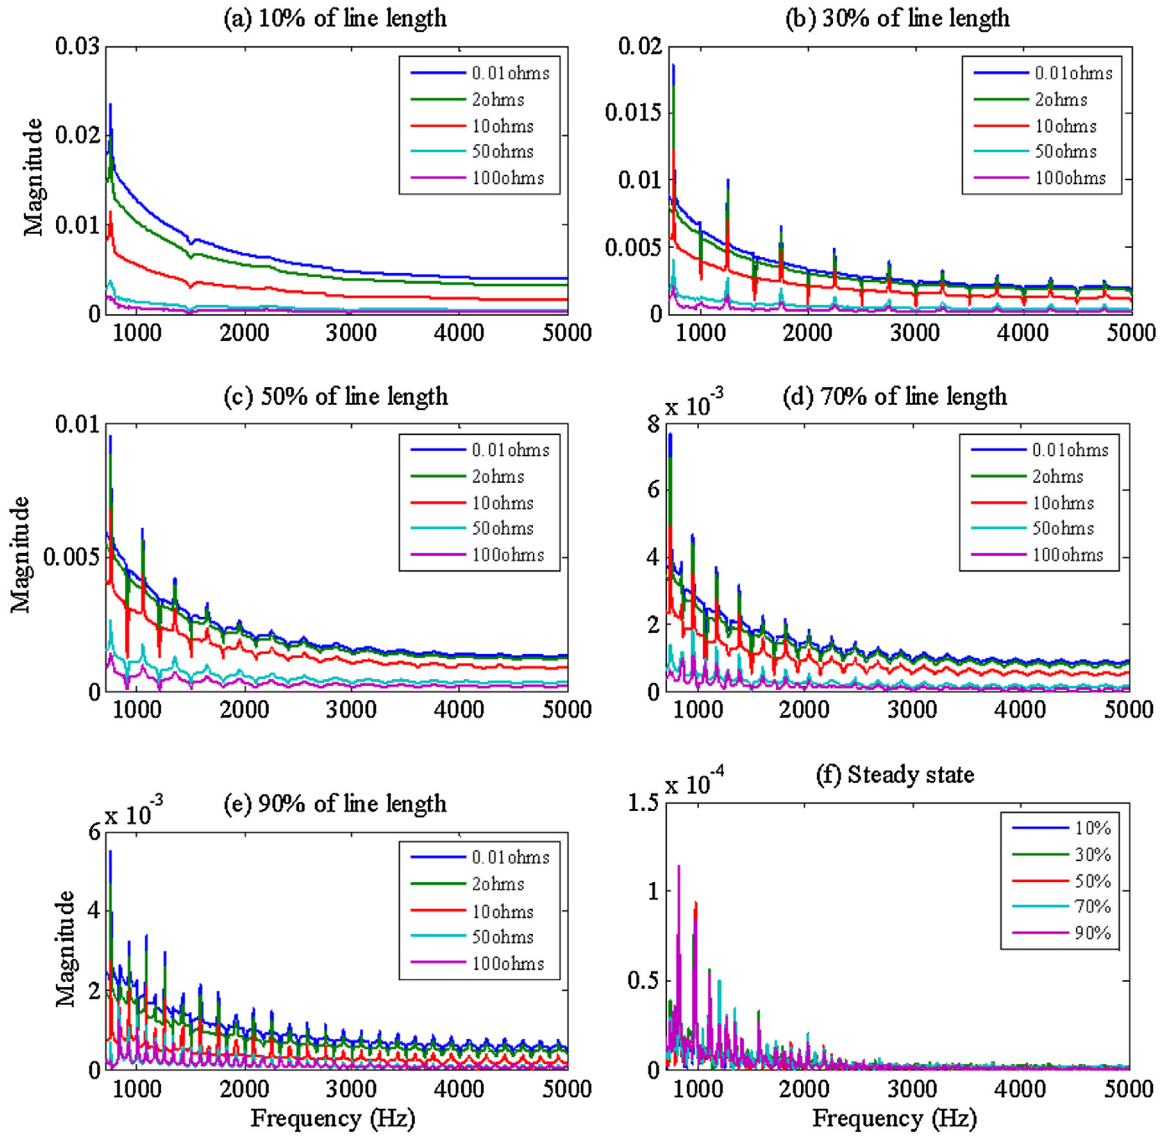 (a) 10% of line length
0.03
0.02
0.01
0
Magnitude
1000 2000 3000 4000 5000
0.01ohms
2ohms
10ohms
50ohms
100ohms
(b) 30% of line length
0.02
0.015
0.01
0.005
0
1000 2000 3000 4000 5000
0.01ohms
2ohms
10ohms
50ohms
100ohms
(c) 50% of line length
0.01
0.005
0
Magnitude
1000 2000 3000 4000 5000
0.01ohms
2ohms
10ohms
50ohms
100ohms
(d) 70% of line length
x 10-3
8
6
4
2
0
1000 2000 3000 4000 5000
0.01ohms
2ohms
10ohms
50ohms
100ohms
(e) 90% of line length
x 10-3
6
4
2
0
Magnitude
1000 2000 3000 4000 5000
Frequency (Hz)
0.01ohms
2ohms
10ohms
50ohms
100ohms
(f) Steady state
x 10-4
1.5
1
0.5
0
1000 2000 3000 4000 5000
Frequency (Hz)
10%
30%
50%
70%
90%